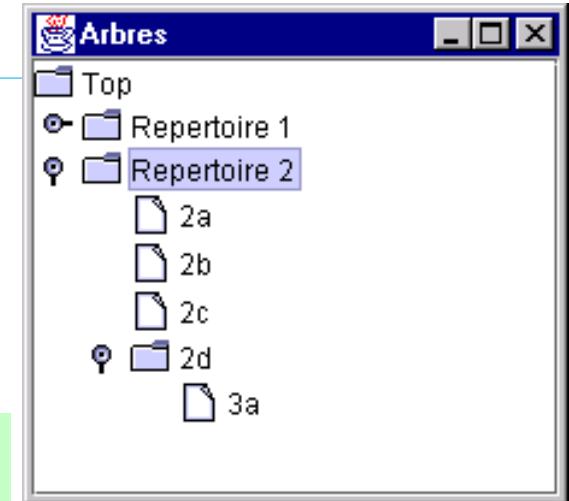 Arbres
Top
Repertoire 1
Repertoire 2
2a
2b
2c
2d
3a